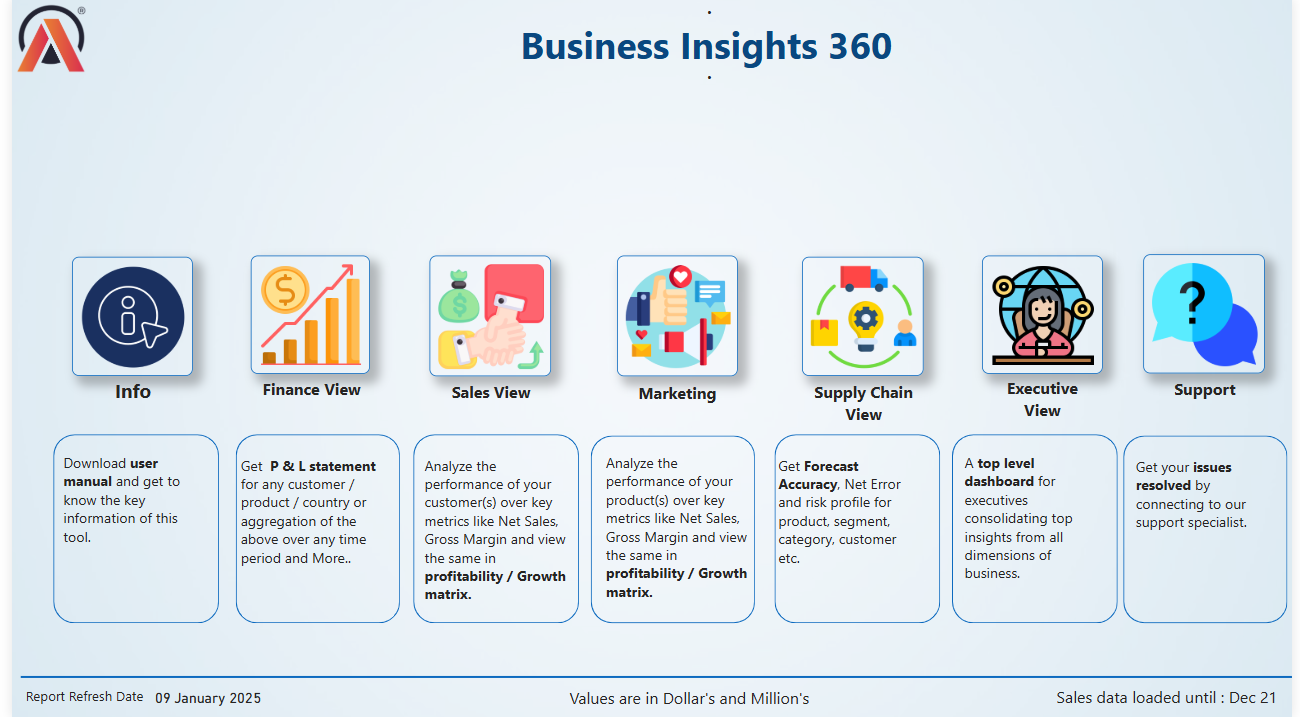 ®
Business Insights 360
Info
Finance View
Sales View
Marketing
Supply Chain
View
Executive
View
Support
Download user
manual and get to
know the key
information of this
tool.
Get P & L statement
for any customer /
product / country or
aggregation of the
above over any time
period and More..
Analyze the
performance of your
customer(s) over key
metrics like Net Sales,
Gross Margin and view
the same in
profitability / Growth
matrix.
Analyze the
performance of your
product(s) over key
metrics like Net Sales,
Gross Margin and view
the same in
profitability / Growth
matrix.
Get Forecast
Accuracy, Net Error
and risk profile for
product, segment,
category, customer
etc.
A top level
dashboard for
executives
consolidating top
insights from all
dimensions of
business.
Get your issues
resolved by
connecting to our
support specialist.
Report Refresh Date 09 January 2025
Values are in Dollar's and Million's
Sales data loaded until : Dec 21